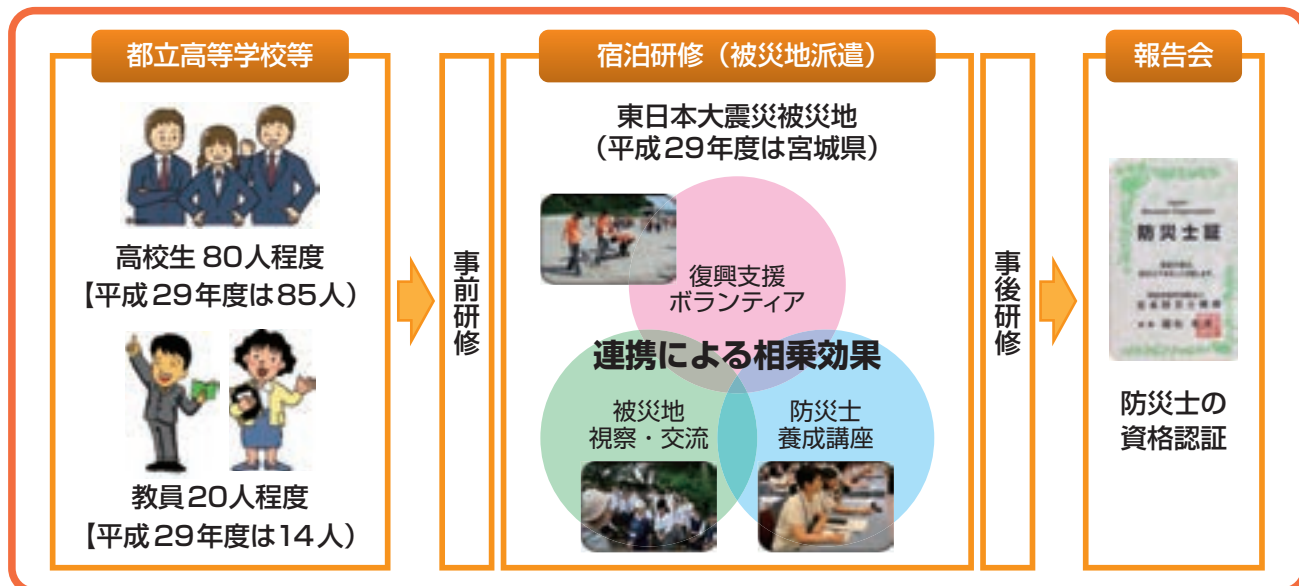 都立高等学校等
高校生 80人程度
【平成29年度は85人）
教員20人程度
【平成29年度は14人）
事前研修
宿泊研修（被災地派遣）
東日本大震災被災地
（平成29年度は宮城県）
復興支援
ボランティア
連携による相乗効果
被災地
視察・交流
防災士
養成講座
事後研修
報告会
防災士証
防災士の
資格認証